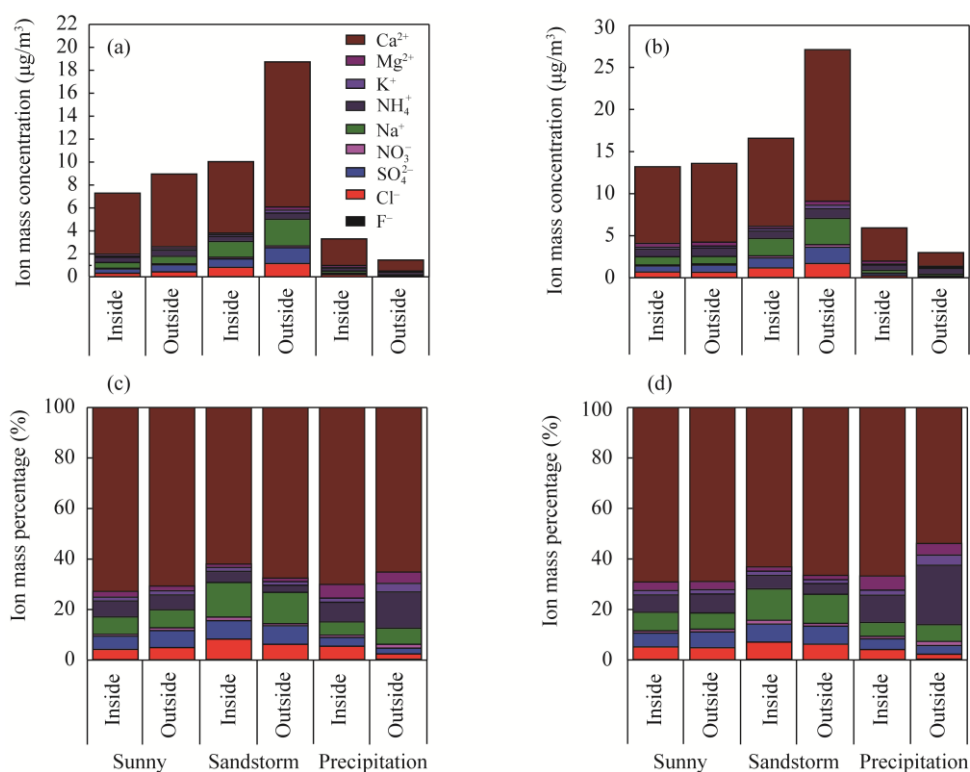 Ion mass concentration (μg/m³)
22
20
18
16
14
12
10
8
6
4
2
0
(a)
Ca²⁺
Mg²⁺
K⁺
NH₄⁺
Na⁺
NO₃⁻
SO₄²⁻
Cl⁻
F⁻
Inside
Outside
Inside
Outside
Inside
Outside
Ion mass concentration (μg/m³)
30
25
20
15
10
5
0
(b)
Inside
Outside
Inside
Outside
Inside
Outside
(c)
Ion mass percentage (%)
100
80
60
40
20
0
Inside
Outside
Inside
Outside
Inside
Outside
Sunny Sandstorm Precipitation
(d)
Ion mass percentage (%)
100
80
60
40
20
0
Inside
Outside
Inside
Outside
Inside
Outside
Sunny Sandstorm Precipitation